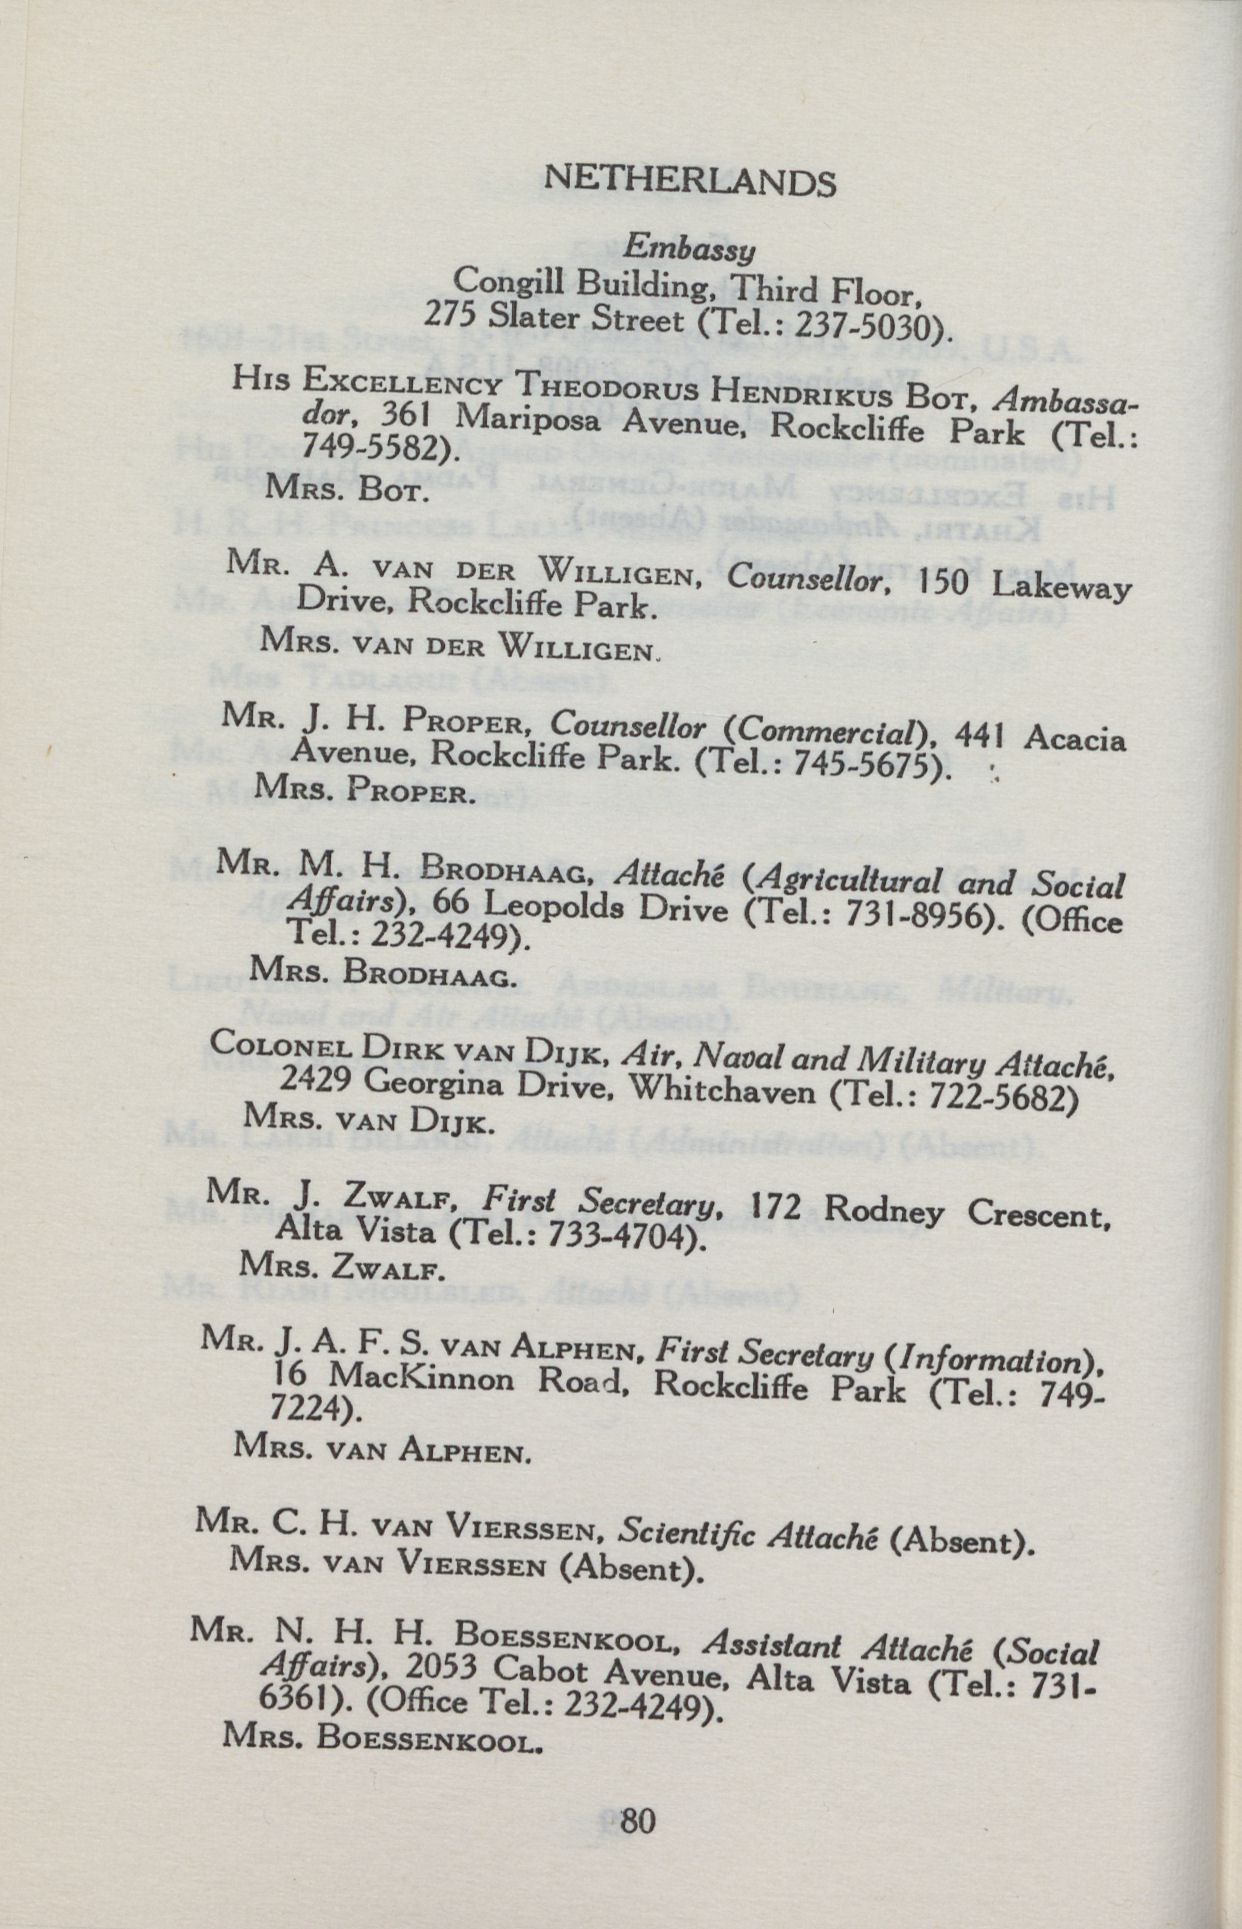 NETHERLANDS
Embassy
Congill Building, Third Floor,
275 Slater Street (Tel.: 237-5030).
His Excellency Theodorus Hendrikus Bot, Ambassa-
dor, 361 Mariposa Avenue, Rockcliffe Park (Tel.:
749-5582).
Mrs. Bot.
Mr. A. van der Willigen, Counsellor, 150 Lakeway
Drive, Rockcliffe Park.
Mrs. van der Willigen.
Mr. J. H. Proper, Counsellor (Commercial), 441 Acacia
Avenue, Rockcliffe Park. (Tel.: 745-5675).
Mrs. Proper.
Mr. M. H. Brodhaag, Attaché (Agricultural and Social
Affairs), 66 Leopolds Drive (Tel.: 731-8956). (Office
Tel.: 232-4249).
Mrs. Brodhaag.
Colonel Dirk van Dijk, Air, Naval and Military Attaché,
2429 Georgina Drive, Whitchaven (Tel.: 722-5682)
Mrs. van Dijk.
Mr. J. Zwalf, First Secretary, 172 Rodney Crescent,
Alta Vista (Tel.: 733-4704).
Mrs. Zwalf.
Mr. J. A. F. S. van Alphen, First Secretary (Information),
16 MacKinnon Road, Rockcliffe Park (Tel.: 749-
7224).
Mrs. van Alphen.
Mr. C. H. van Vierssen, Scientific Attaché (Absent).
Mrs. van Vierssen (Absent).
Mr. N. H. H. Boessenkool, Assistant Attaché (Social
Affairs), 2053 Cabot Avenue, Alta Vista (Tel.: 731-
6361). (Office Tel.: 232-4249).
Mrs. Boessenkool.
80